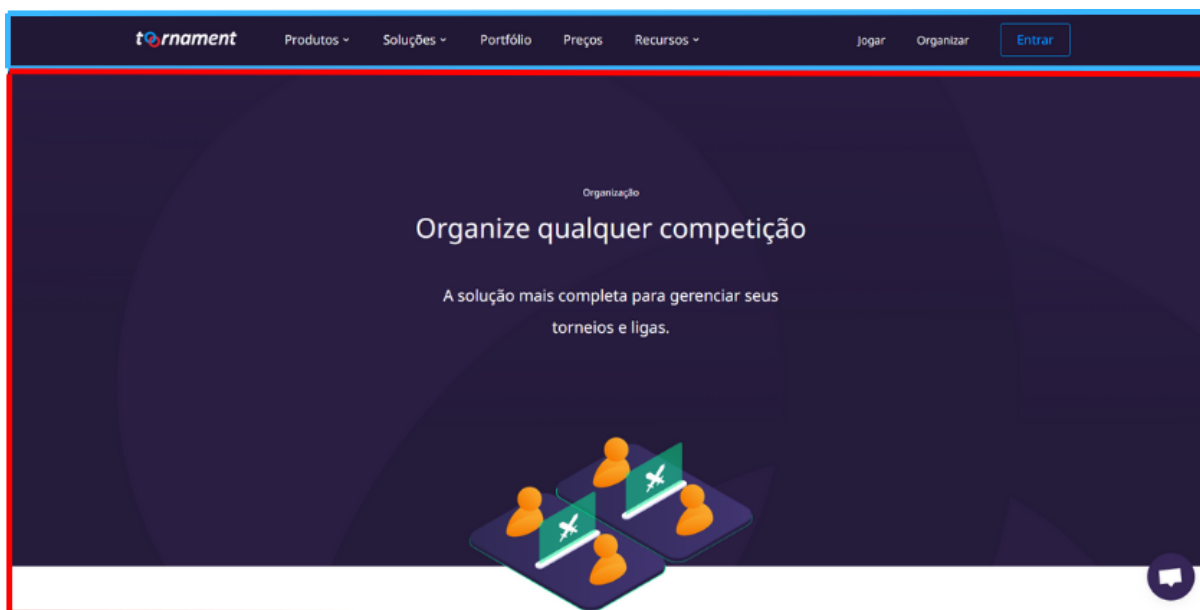 toornament
Produtos
Soluções
Portfólio
Preços
Recursos
Jogar
Organizar
Entrar
Organização
Organize qualquer competição
A solução mais completa para gerenciar seus
torneios e ligas.